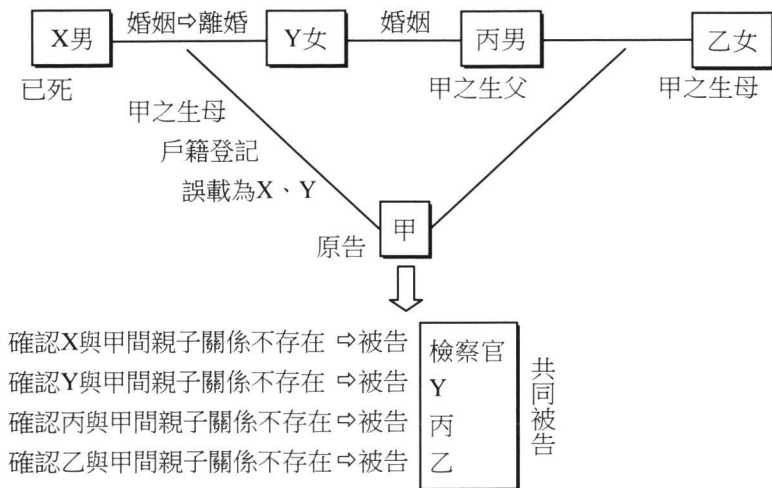 婚姻⇨離婚
婚姻
X男
Y女
丙男
乙女
已死
甲之生父
甲之生母
甲之生母
戶籍登記
誤載為X、Y
甲
原告
確認X與甲間親子關係不存在⇨被告
檢察官
確認Y與甲間親子關係不存在⇨被告
Y
確認丙與甲間親子關係不存在⇨被告
丙
確認乙與甲間親子關係不存在⇨被告
乙
共同被告